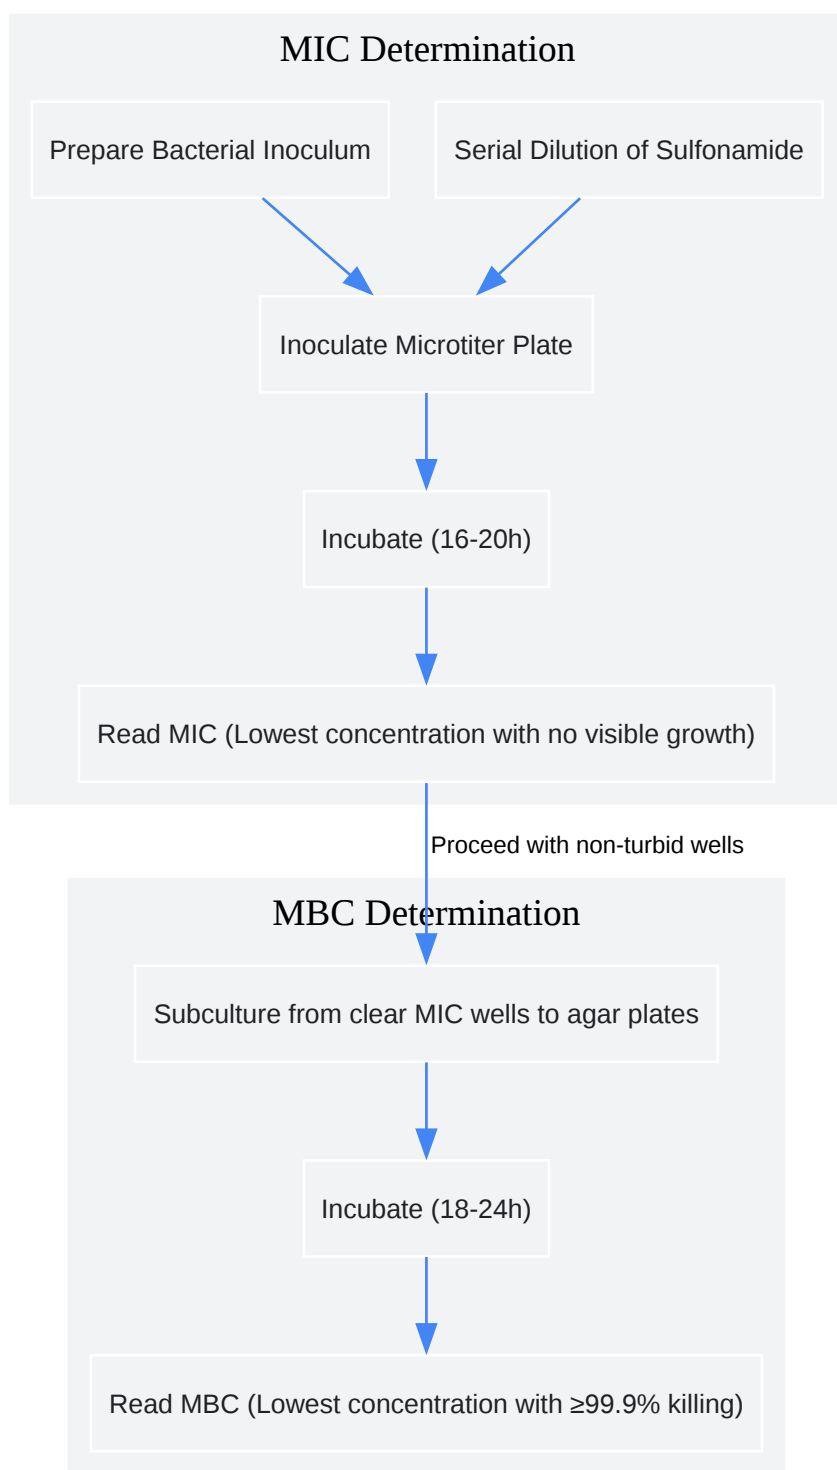 MIC Determination
Prepare Bacterial Inoculum
Serial Dilution of Sulfonamide
Inoculate Microtiter Plate
Incubate (16-20h)
Read MIC (Lowest concentration with no visible growth)
Proceed with non-turbid wells
MBC Determination
Subculture from clear MIC wells to agar plates
Incubate (18-24h)
Read MBC (Lowest concentration with ≥99.9% killing)